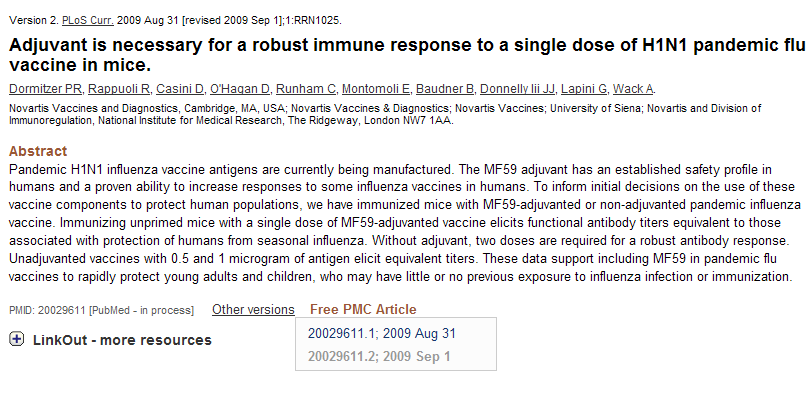 Version 2. PLoS Curr. 2009 Aug 31 [revised 2009 Sep 1];1:RRN1025.
Adjuvant is necessary for a robust immune response to a single dose of H1N1 pandemic flu
vaccine in mice.
Dormitzer PR, Rappuoli R, Casini D, O'Hagan D, Runham C, Montomoli E, Baudner B, Donnelly Iii JJ, Lapini G, Wack A.
Novartis Vaccines and Diagnostics, Cambridge, MA, USA; Novartis Vaccines & Diagnostics; Novartis Vaccines; University of Siena; Novartis and Division of
Immunoregulation, National Institute for Medical Research, The Ridgeway, London NW7 1AA.
Abstract
Pandemic H1N1 influenza vaccine antigens are currently being manufactured. The MF59 adjuvant has an established safety profile in
humans and a proven ability to increase responses to some influenza vaccines in humans. To inform initial decisions on the use of these
vaccine components to protect human populations, we have immunized mice with MF59-adjuvanted or non-adjuvanted pandemic influenza
vaccine. Immunizing unprimed mice with a single dose of MF59-adjuvanted vaccine elicits functional antibody titers equivalent to those
associated with protection of humans from seasonal influenza. Without adjuvant, two doses are required for a robust antibody response.
Unadjuvanted vaccines with 0.5 and 1 microgram of antigen elicit equivalent titers. These data support including MF59 in pandemic flu
vaccines to rapidly protect young adults and children, who may have little or no previous exposure to influenza infection or immunization.
PMID: 20029611 [PubMed - in process] Other versions Free PMC Article
20029611.1; 2009 Aug 31
LinkOut - more resources
20029611.2; 2009 Sep 1